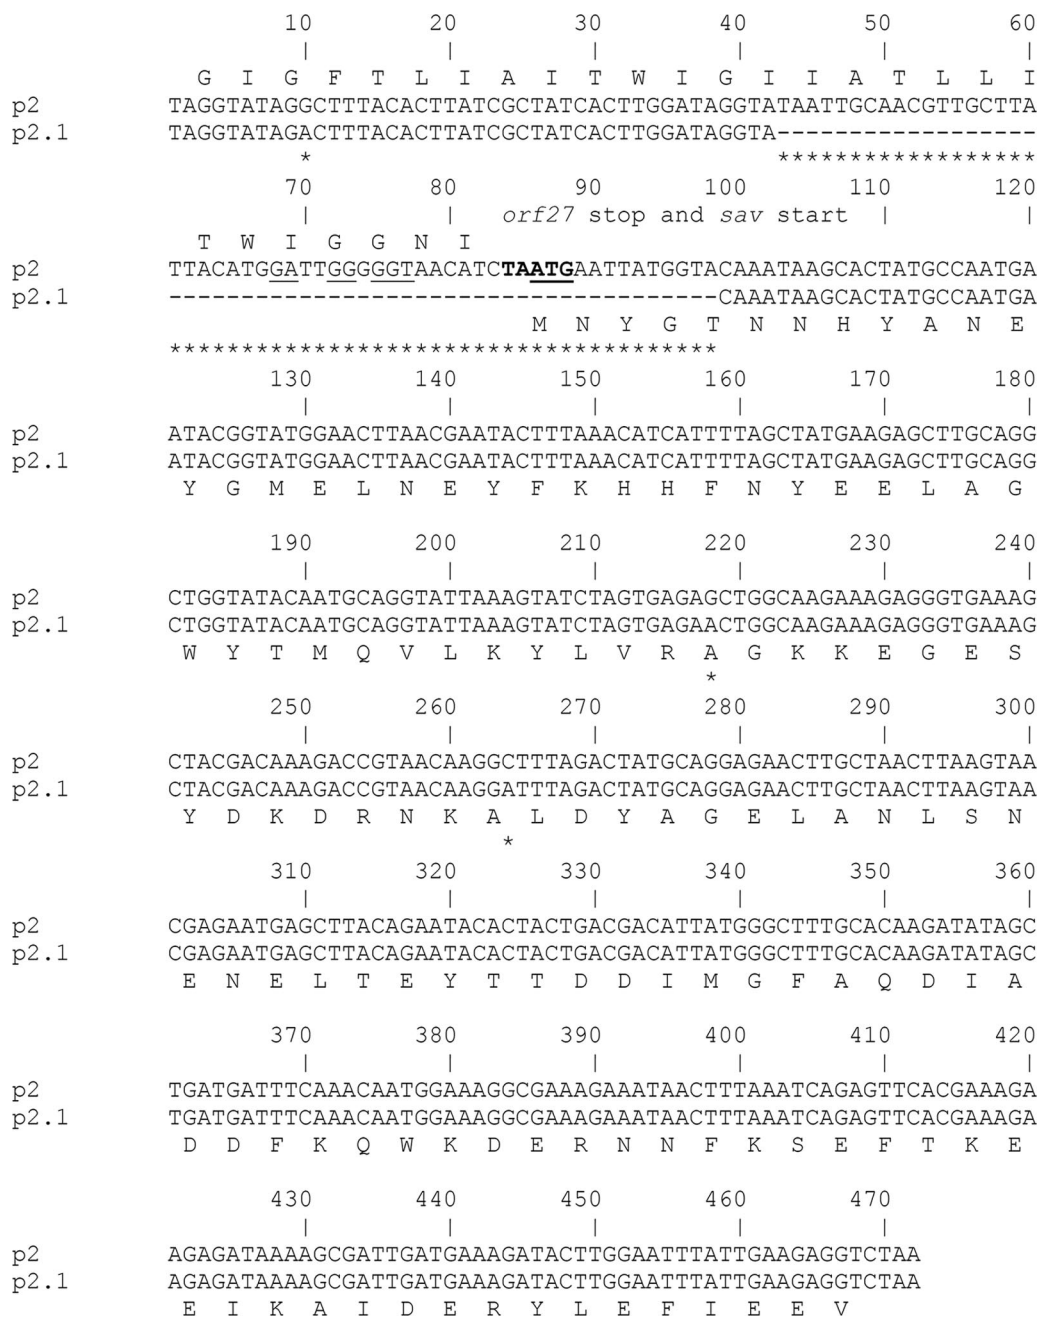 10 20 30 40 50 60
| | | | | |
G I G F T L I A I T W I G I I A T L L I
p2 TAGGTATAGGCTTTACACTTATCGCTATCACTTGGATAGGTATAATTGCAACGTTGCTTA
p2.1 TAGGTATAGACTTTACACTTATCGCTATCACTTGGATAGGTA------------------
* ******************
70 80 90 100 110 120
| | orf27 stop and sav start | |
T W I G G N I
p2 TTACATGGATTGGGGGTAACATCTAATGAATTATGGTACAAATAAGCACTATGCCAATGA
p2.1 --------------------------------------CAAATAAGCACTATGCCAATGA
M N Y G T N N H Y A N E
**************************************
130 140 150 160 170 180
| | | | | |
p2 ATACGGTATGGAACTTAACGAATACTTTAAACATCATTTTAGCTATGAAGAGCTTGCAGG
p2.1 ATACGGTATGGAACTTAACGAATACTTTAAACATCATTTTAGCTATGAAGAGCTTGCAGG
Y G M E L N E Y F K H H F N Y E E L A G
190 200 210 220 230 240
| | | | | |
p2 CTGGTATACAATGCAGGTATTAAAGTATCTAGTGAGAGCTGGCAAGAAAGAGGGTGAAAG
p2.1 CTGGTATACAATGCAGGTATTAAAGTATCTAGTGAGAACTGGCAAGAAAGAGGGTGAAAG
W Y T M Q V L K Y L V R A G K K E G E S
*
250 260 270 280 290 300
| | | | | |
p2 CTACGACAAAGACCGTAACAAGGCTTTAGACTATGCAGGAGAACTTGCTAACTTAAGTAA
p2.1 CTACGACAAAGACCGTAACAAGGATTTAGACTATGCAGGAGAACTTGCTAACTTAAGTAA
Y D K D R N K A L D Y A G E L A N L S N
*
310 320 330 340 350 360
| | | | | |
p2 CGAGAATGAGCTTACAGAATACACTACTGACGACATTATGGGCTTTGCACAAGATATAGC
p2.1 CGAGAATGAGCTTACAGAATACACTACTGACGACATTATGGGCTTTGCACAAGATATAGC
E N E L T E Y T T D D I M G F A Q D I A
370 380 390 400 410 420
| | | | | |
p2 TGATGATTTCAAACAATGGAAAGGCGAAAGAAATAACTTTAAATCAGAGTTCACGAAAGA
p2.1 TGATGATTTCAAACAATGGAAAGGCGAAAGAAATAACTTTAAATCAGAGTTCACGAAAGA
D D F K Q W K D E R N N F K S E F T K E
430 440 450 460 470
| | | | |
p2 AGAGATAAAAGCGATTGATGAAAGATACTTGGAATTTATTGAAGAGGTCTAA
p2.1 AGAGATAAAAGCGATTGATGAAAGATACTTGGAATTTATTGAAGAGGTCTAA
E I K A I D E R Y L E F I E E V